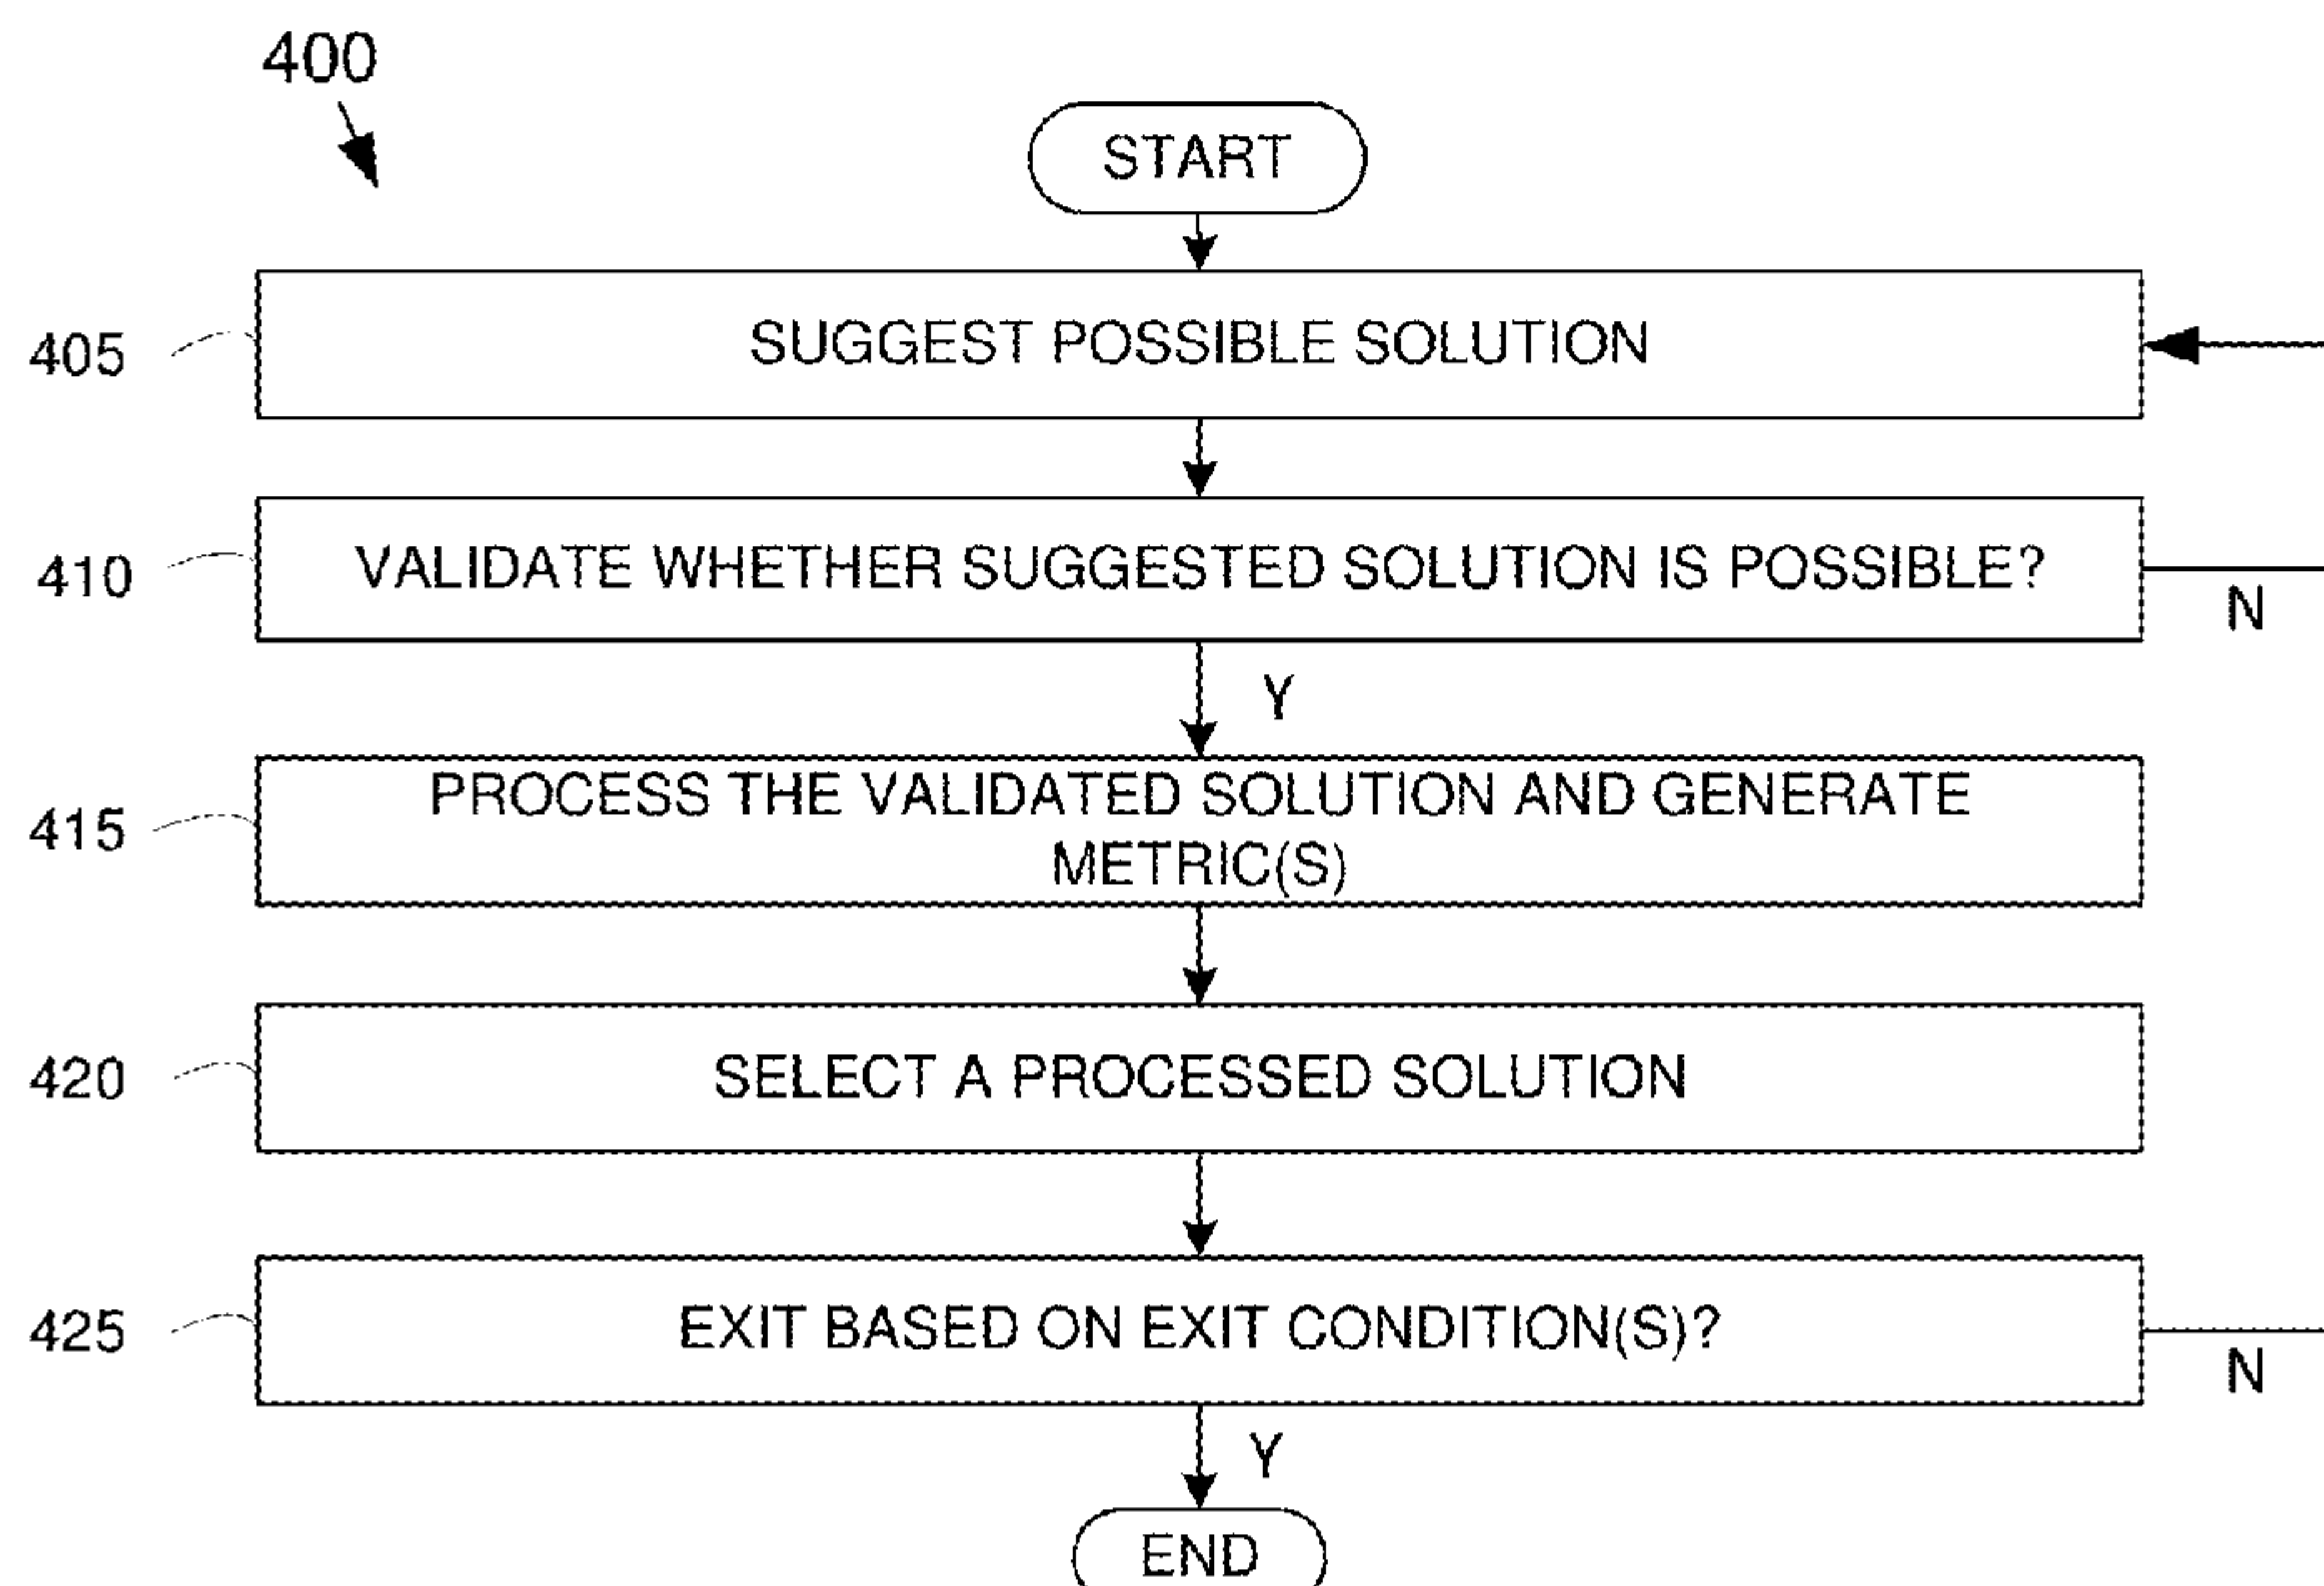 400
START
405
SUGGEST POSSIBLE SOLUTION
410
VALIDATE WHETHER SUGGESTED SOLUTION IS POSSIBLE?
N
Y
415
PROCESS THE VALIDATED SOLUTION AND GENERATE
METRIC(S)
420
SELECT A PROCESSED SOLUTION
425
EXIT BASED ON EXIT CONDITION(S)?
N
Y
END